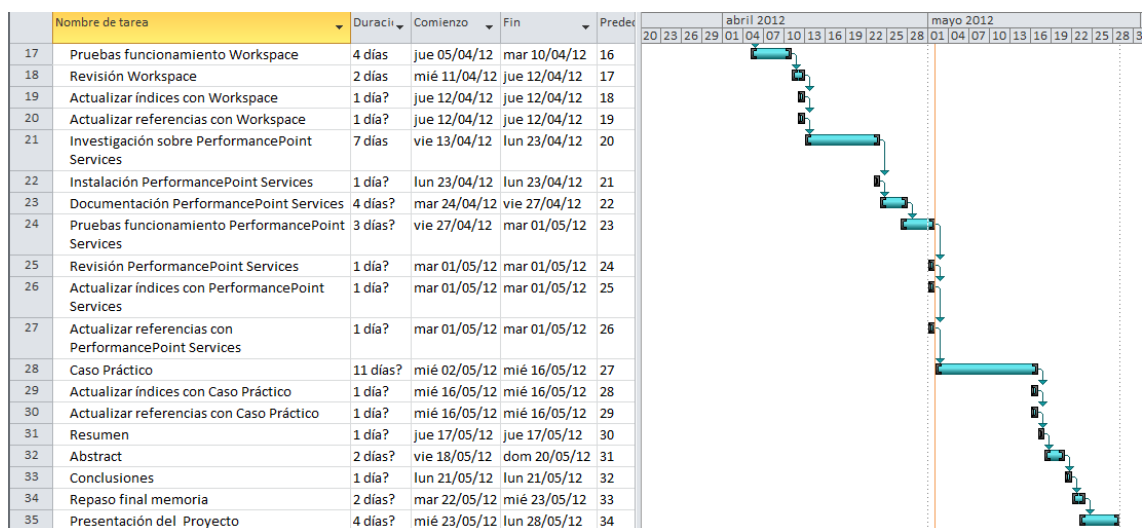 Nombre de tarea Duració Comienzo Fin Predec abril 2012 mayo 2012
20 23 26 29 01 04 07 10 13 16 19 22 25 28 01 04 07 10 13 16 19 22 25 28 3
17 Pruebas funcionamiento Workspace 4 días jue 05/04/12 mar 10/04/12 16
18 Revisión Workspace 2 días mié 11/04/12 jue 12/04/12 17
19 Actualizar índices con Workspace 1 día? jue 12/04/12 jue 12/04/12 18
20 Actualizar referencias con Workspace 1 día? jue 12/04/12 jue 12/04/12 19
21 Investigación sobre PerformancePoint 7 días vie 13/04/12 lun 23/04/12 20
Services
22 Instalación PerformancePoint Services 1 día? lun 23/04/12 lun 23/04/12 21
23 Documentación PerformancePoint Services 4 días? mar 24/04/12 vie 27/04/12 22
24 Pruebas funcionamiento PerformancePoint 3 días? vie 27/04/12 mar 01/05/12 23
Services
25 Revisión PerformancePoint Services 1 día? mar 01/05/12 mar 01/05/12 24
26 Actualizar índices con PerformancePoint 1 día? mar 01/05/12 mar 01/05/12 25
Services
27 Actualizar referencias con 1 día? mar 01/05/12 mar 01/05/12 26
PerformancePoint Services
28 Caso Práctico 11 días? mié 02/05/12 mié 16/05/12 27
29 Actualizar índices con Caso Práctico 1 día? mié 16/05/12 mié 16/05/12 28
30 Actualizar referencias con Caso Práctico 1 día? mié 16/05/12 mié 16/05/12 29
31 Resumen 1 día? jue 17/05/12 jue 17/05/12 30
32 Abstract 2 días? vie 18/05/12 dom 20/05/12 31
33 Conclusiones 1 día? lun 21/05/12 lun 21/05/12 32
34 Repaso final memoria 2 días? mar 22/05/12 mié 23/05/12 33
35 Presentación del Proyecto 4 días? mié 23/05/12 lun 28/05/12 34